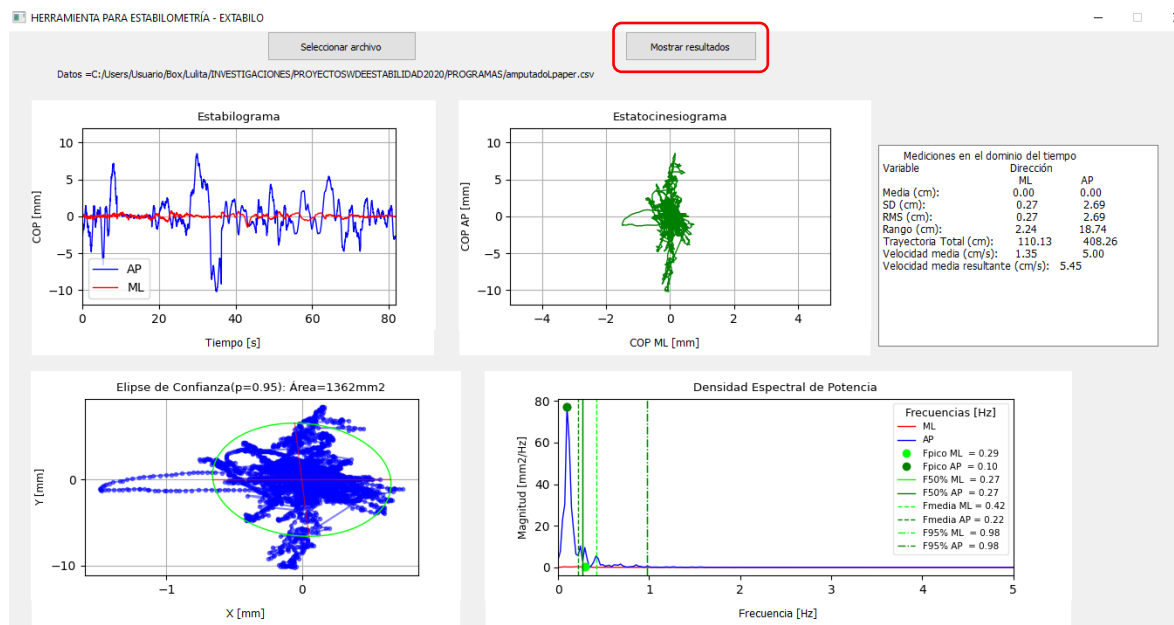 HERRAMIENTA PARA ESTABILOMETRÍA - EXTABILO
Seleccionar archivo
Mostrar resultados
Datos =C:/Users/Usuario/Box/Lulita/INVESTIGACIONES/PROYECTOSWDEESTABILIDAD2020/PROGRAMAS/amputadoLpaper.csv
Estabilograma
COP [mm]
10
5
0
−5
−10
AP
ML
0 20 40 60 80
Tiempo [s]
Estatocinesiograma
COP AP [mm]
10
5
0
−5
−10
−4 −2 0 2 4
COP ML [mm]
Mediciones en el dominio del tiempo
Variable Dirección
ML AP
Media (cm): 0.00 0.00
SD (cm): 0.27 2.69
RMS (cm): 0.27 2.69
Rango (cm): 2.24 18.74
Trayectoria Total (cm): 110.13 408.26
Velocidad media (cm/s): 1.35 5.00
Velocidad media resultante (cm/s): 5.45
Elipse de Confianza(p=0.95): Área=1362mm2
Y [mm]
5
0
−5
−10
−1 0
X [mm]
Densidad Espectral de Potencia
Magnitud [mm2/Hz]
80
60
40
20
0
Frecuencias [Hz]
ML
AP
Fpico ML = 0.29
Fpico AP = 0.10
F50% ML = 0.27
F50% AP = 0.27
Fmedia ML = 0.42
Fmedia AP = 0.22
F95% ML = 0.98
F95% AP = 0.98
0 1 2 3 4 5
Frecuencia [Hz]